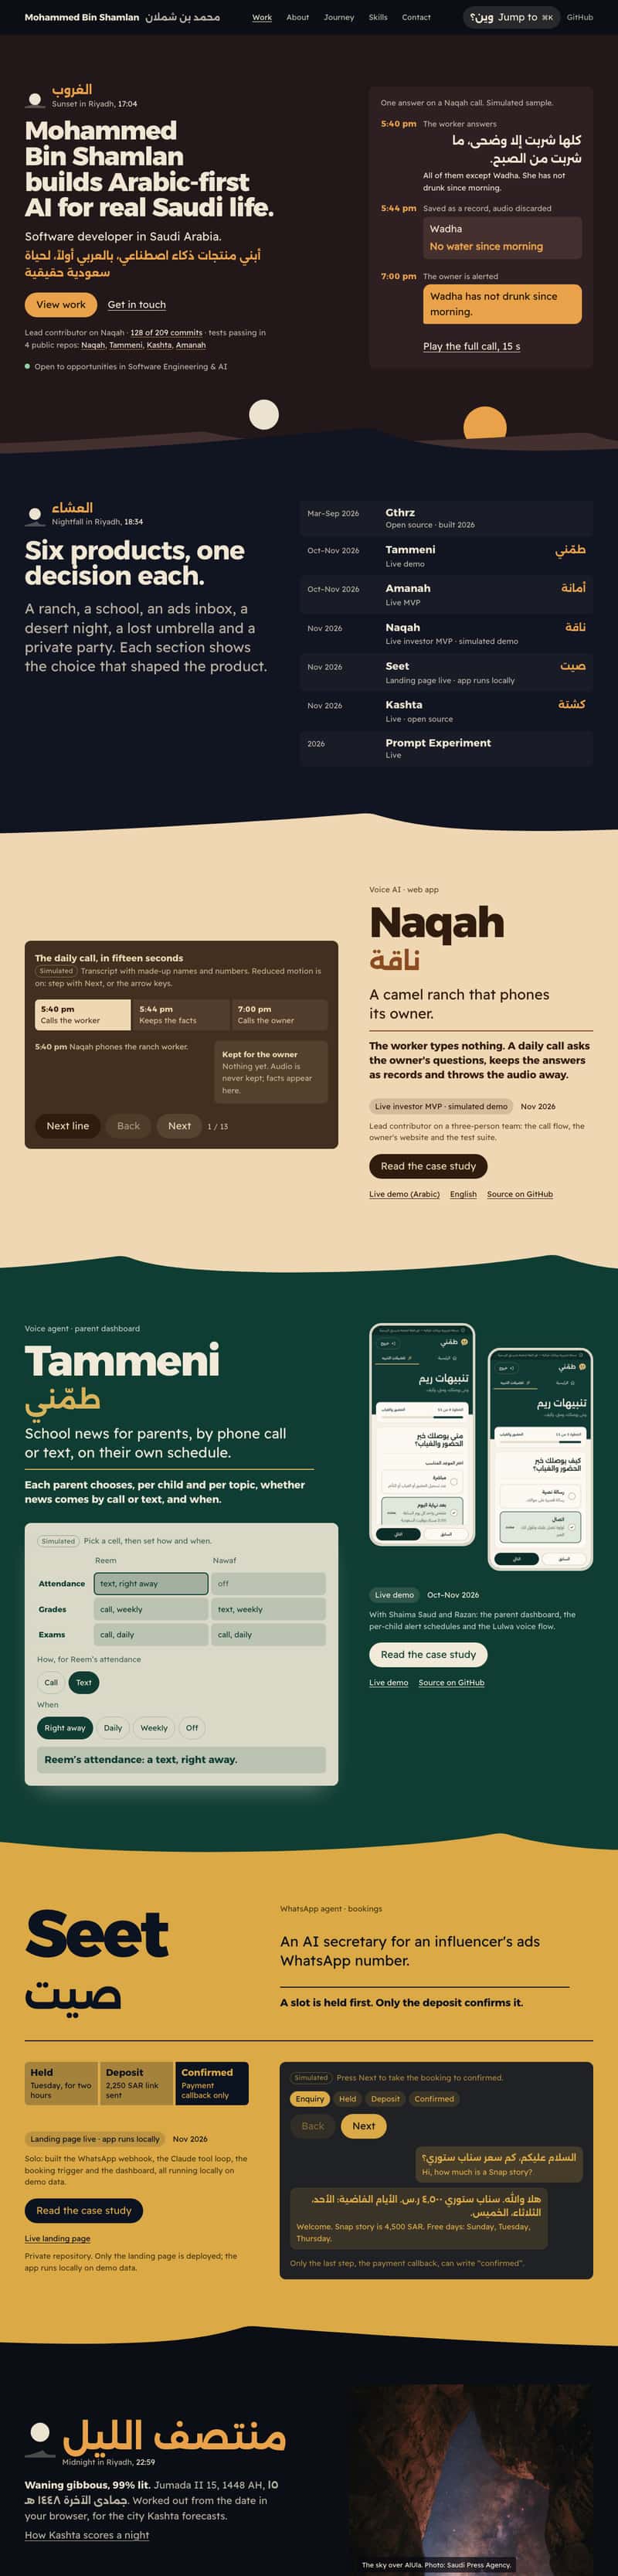 Mohammed Bin Shamlan محمد بن شملان
Work About Journey Skills Contact
وين؟ Jump to ⌘K GitHub
الغروب
Sunset in Riyadh, 17:04
Mohammed
Bin Shamlan
builds Arabic-first
AI for real Saudi life.
Software developer in Saudi Arabia.
أبني منتجات ذكاء اصطناعي، بالعربي أولاً، لحياة
سعودية حقيقية
View work Get in touch
Lead contributor on Naqah · 128 of 209 commits · tests passing in
4 public repos: Naqah, Tammeni, Kashta, Amanah
Open to opportunities in Software Engineering & AI
One answer on a Naqah call. Simulated sample.
5:40 pm The worker answers
كلها شربت إلا وضحى، ما
شربت من الصبح.
All of them except Wadha. She has not
drunk since morning.
5:44 pm Saved as a record, audio discarded
Wadha
No water since morning
7:00 pm The owner is alerted
Wadha has not drunk since
morning.
Play the full call, 15 s
العشاء
Nightfall in Riyadh, 18:34
Six products, one
decision each.
A ranch, a school, an ads inbox, a
desert night, a lost umbrella and a
private party. Each section shows
the choice that shaped the product.
Mar–Sep 2026 Gthrz
Open source · built 2026
Oct–Nov 2026 Tammeni طمّني
Live demo
Oct–Nov 2026 Amanah أمانة
Live MVP
Nov 2026 Naqah ناقة
Live investor MVP · simulated demo
Nov 2026 Seet صيت
Landing page live · app runs locally
Nov 2026 Kashta كشتة
Live · open source
2026 Prompt Experiment
Live
The daily call, in fifteen seconds
Simulated Transcript with made-up names and numbers. Reduced motion is
on: step with Next, or the arrow keys.
5:40 pm 5:44 pm 7:00 pm
Calls the worker Keeps the facts Calls the owner
5:40 pm Naqah phones the ranch worker.
Kept for the owner
Nothing yet. Audio is
never kept; facts appear
here.
Next line Back Next 1 / 13
Voice AI · web app
Naqah
ناقة
A camel ranch that phones
its owner.
The worker types nothing. A daily call asks
the owner's questions, keeps the answers
as records and throws the audio away.
Live investor MVP · simulated demo Nov 2026
Lead contributor on a three-person team: the call flow, the
owner's website and the test suite.
Read the case study
Live demo (Arabic) English Source on GitHub
Voice agent · parent dashboard
Tammeni
طمّني
School news for parents, by phone call
or text, on their own schedule.
Each parent chooses, per child and per topic, whether
news comes by call or text, and when.
Simulated Pick a cell, then set how and when.
Reem Nawaf
Attendance text, right away off
Grades call, weekly text, weekly
Exams call, daily call, daily
How, for Reem's attendance
Call Text
When
Right away Daily Weekly Off
Reem's attendance: a text, right away.
طمّني
تنبيهات ريم
متى يوصلك خبر
الحضور والغياب؟
مباشرة
بعد نهاية اليوم
التالي السابق
طمّني
تنبيهات ريم
كيف يوصلك خبر
الحضور والغياب؟
رسالة نصية
اتصال
التالي السابق
Live demo Oct–Nov 2026
With Shaima Saud and Razan: the parent dashboard, the
per-child alert schedules and the Lulwa voice flow.
Read the case study
Live demo Source on GitHub
Seet
صيت
WhatsApp agent · bookings
An AI secretary for an influencer's ads
WhatsApp number.
A slot is held first. Only the deposit confirms it.
Held Deposit Confirmed
Tuesday, for two
hours
2,250 SAR link
sent
Payment
callback only
Landing page live · app runs locally Nov 2026
Solo: built the WhatsApp webhook, the Claude tool loop, the
booking trigger and the dashboard, all running locally on
demo data.
Read the case study
Live landing page
Private repository. Only the landing page is deployed; the
app runs locally on demo data.
Simulated Press Next to take the booking to confirmed.
Enquiry Held Deposit Confirmed
Back Next
السلام عليكم، كم سعر سناب ستوري؟
Hi, how much is a Snap story?
هلا والله. سناب ستوري ٤,٥٠٠ ر.س. الأيام الفاضية: الأحد،
الثلاثاء، الخميس.
Welcome. Snap story is 4,500 SAR. Free days: Sunday, Tuesday,
Thursday.
Only the last step, the payment callback, can write “confirmed”.
منتصف الليل
Midnight in Riyadh, 22:59
Waning gibbous, 99% lit. Jumada II 15, 1448 AH, ١٥
جمادى الآخرة ١٤٤٨ هـ. Worked out from the date in
your browser, for the city Kashta forecasts.
How Kashta scores a night
The sky over AlUla. Photo: Saudi Press Agency.